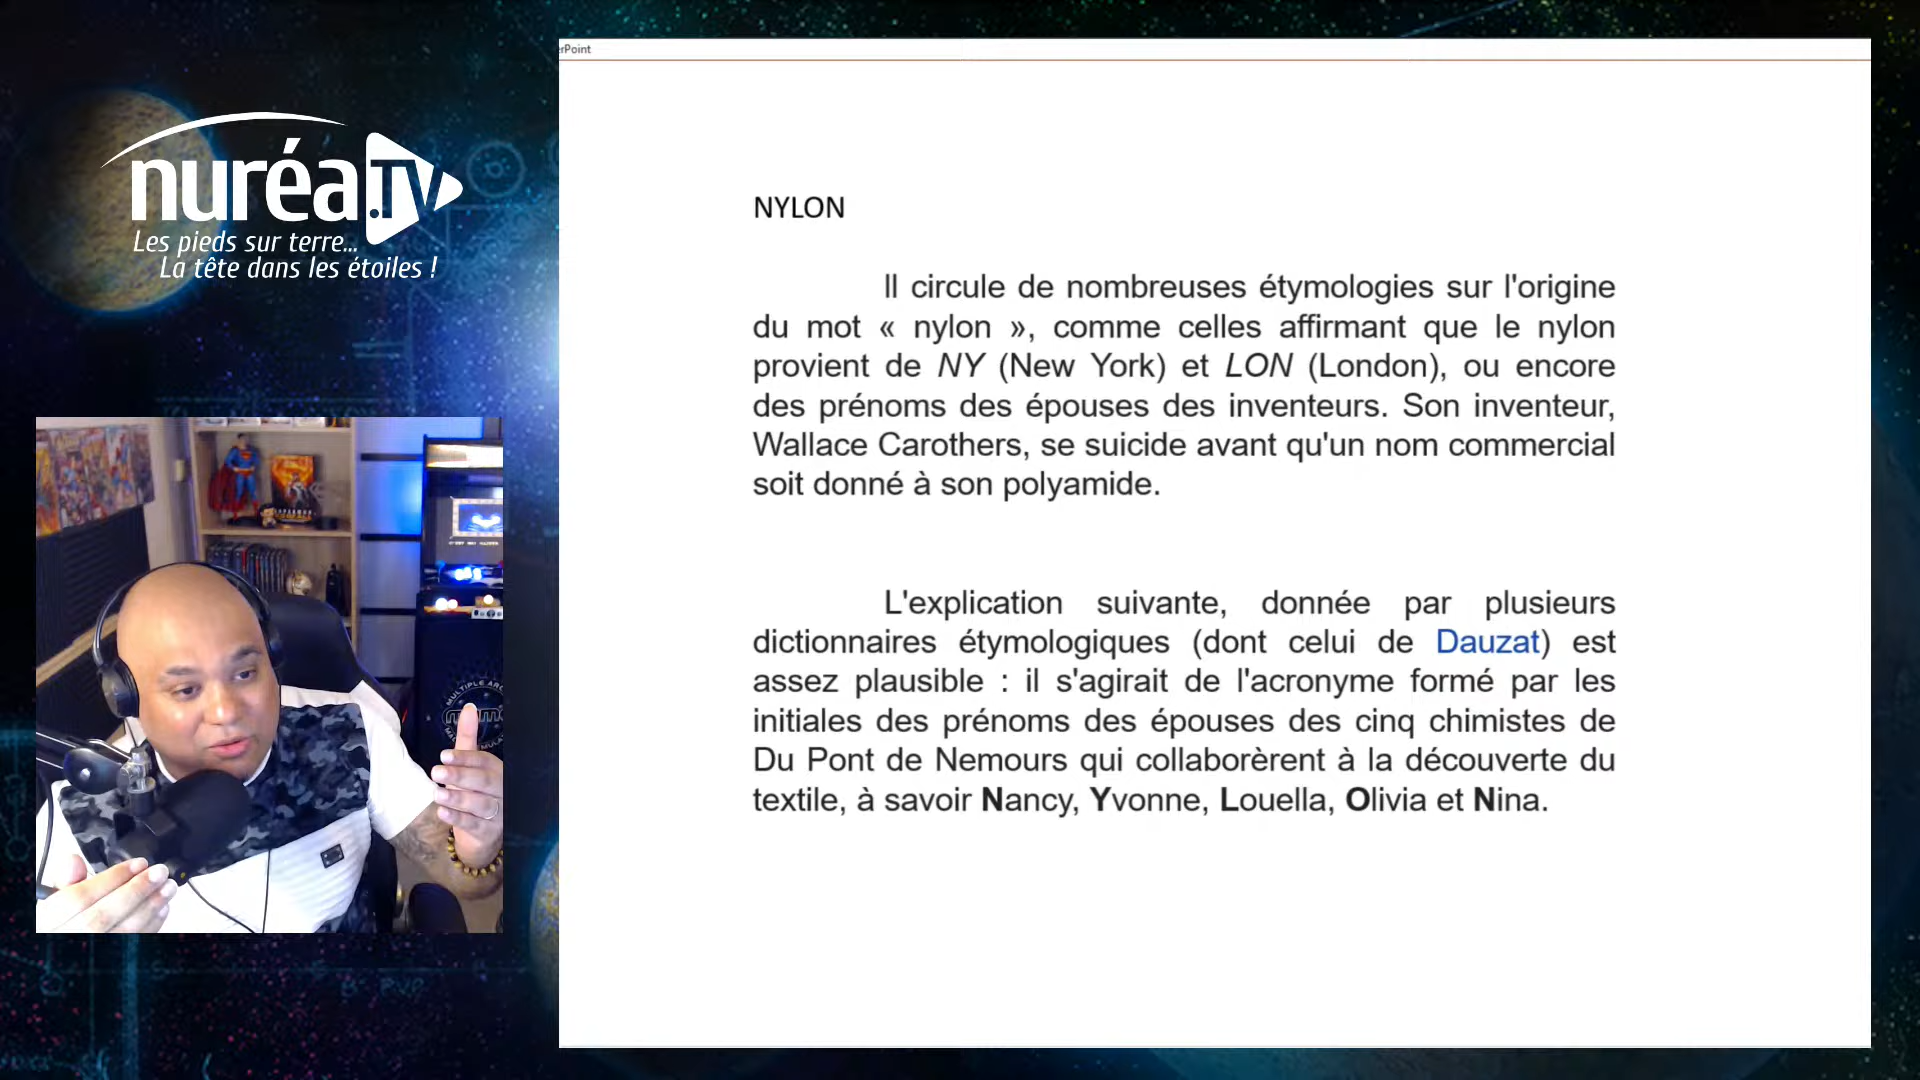 nuréa.TV
Les pieds sur terre...
La tête dans les étoiles !
erPoint
NYLON
Il circule de nombreuses étymologies sur l'origine
du mot « nylon », comme celles affirmant que le nylon
provient de NY (New York) et LON (London), ou encore
des prénoms des épouses des inventeurs. Son inventeur,
Wallace Carothers, se suicide avant qu'un nom commercial
soit donné à son polyamide.
L'explication suivante, donnée par plusieurs
dictionnaires étymologiques (dont celui de Dauzat) est
assez plausible : il s'agirait de l'acronyme formé par les
initiales des prénoms des épouses des cinq chimistes de
Du Pont de Nemours qui collaborèrent à la découverte du
textile, à savoir Nancy, Yvonne, Louella, Olivia et Nina.